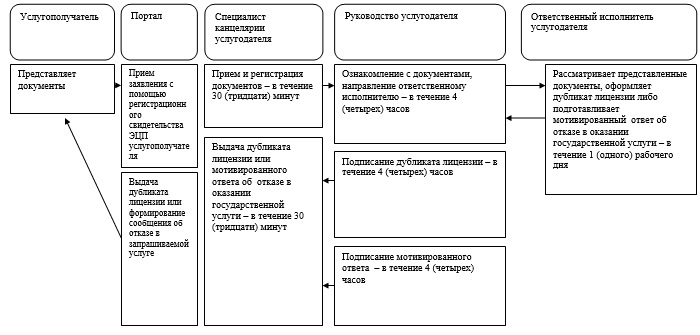 Услугополучатель
Портал
Специалист
канцелярии
услугодателя
Руководство услугодателя
Ответственный исполнитель
услугодателя
Представляет
документы
Прием
заявления с
помощью
регистрацион
ного
свидетельства
ЭЦП
услугополучате
ля
Прием и регистрация
документов – в течение
30 (тридцати) минут
Ознакомление с документами,
направление ответственному
исполнителю – в течение 4
(четырех) часов
Рассматривает представленные
документы, оформляет
дубликат лицензии либо
подготавливает
мотивированный ответ об
отказе в оказании
государственной услуги – в
течение 1 (одного) рабочего
дня
Выдача дубликата
лицензии или
мотивированного
ответа об отказе в
оказании
государственной
услуги – в течение 30
(тридцати) минут
Подписание дубликата лицензии – в
течение 4 (четырех) часов
Выдача
дубликата
лицензии или
формирование
сообщения об
отказе в
запрашиваемой
услуге
Подписание мотивированного
ответа – в течение 4 (четырех)
часов